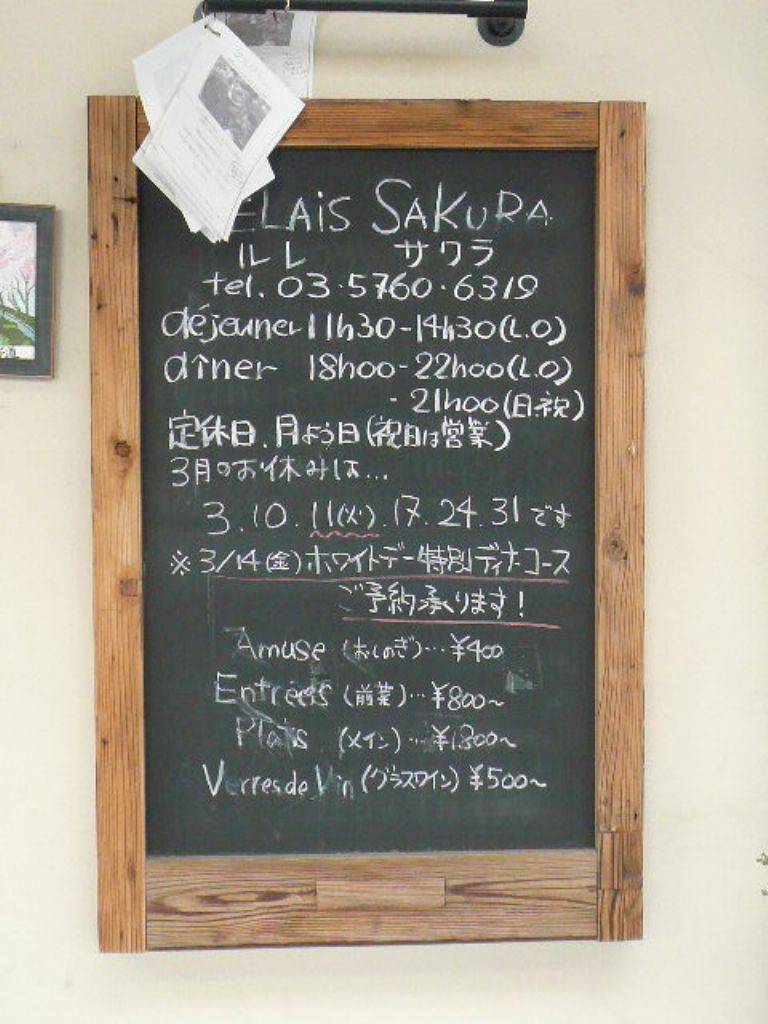 ELAIS SAKURA
ルレ サクラ
tel. 03.5760.6319
déjeuner 11h30-14h30(L.O)
dîner 18h00-22h00(L.O)
-21h00(日.祝)
定休日.月よう日(祝日は営業)
3月のお休みは...
3.10.11(火).17.24.31です
※3/14(金)ホワイトデー特別ディナーコース
ご予約承ります!
Amuse (おしのぎ)…¥400
Entrées (前菜)…¥800~
Plats (メイン)…¥1.800~
Verres de Vin (グラスワイン) ¥500~